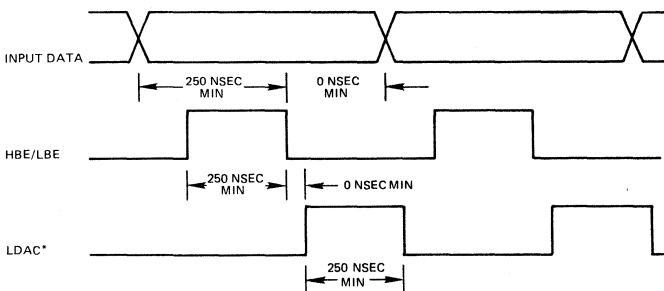 INPUT DATA
250 NSEC
MIN
0 NSEC
MIN
HBE/LBE
250 NSEC
MIN
0 NSEC MIN
LDAC*
250 NSEC
MIN